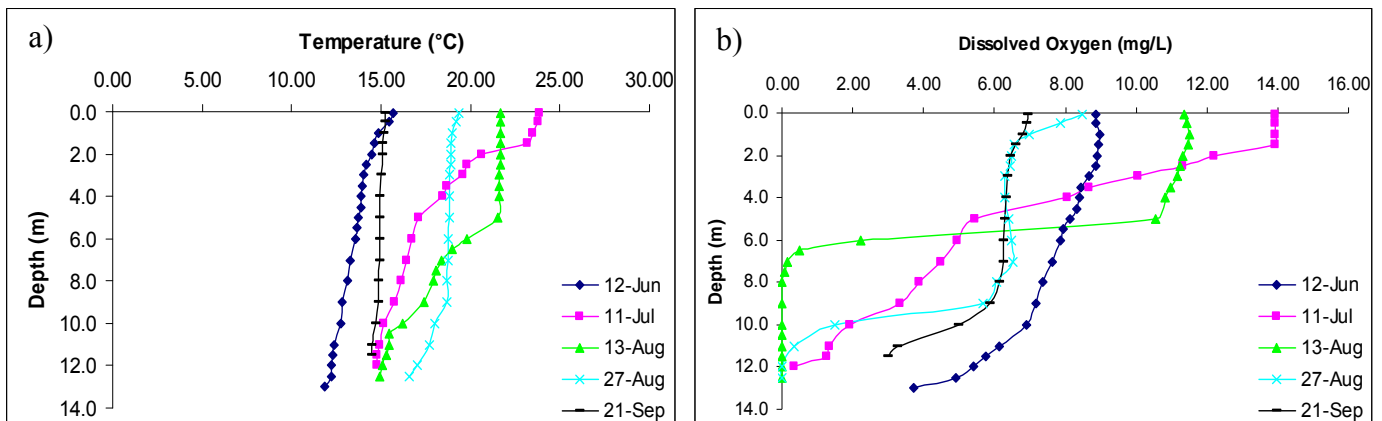 a)
Temperature (°C)
0.00 5.00 10.00 15.00 20.00 25.00 30.00
0.0
2.0
4.0
6.0
8.0
10.0
12.0
14.0
Depth (m)
12-Jun
11-Jul
13-Aug
27-Aug
21-Sep
b)
Dissolved Oxygen (mg/L)
0.00 2.00 4.00 6.00 8.00 10.00 12.00 14.00 16.00
0.0
2.0
4.0
6.0
8.0
10.0
12.0
14.0
Depth (m)
12-Jun
11-Jul
13-Aug
27-Aug
21-Sep